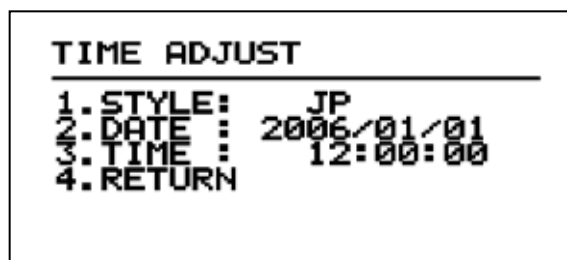 TIME ADJUST
1.STYLE: JP
2.DATE : 2006/01/01
3.TIME : 12:00:00
4.RETURN